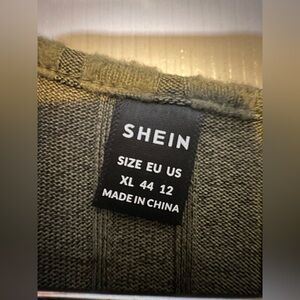 SHEIN
SIZE EU US
XL 44 12
MADE IN CHINA